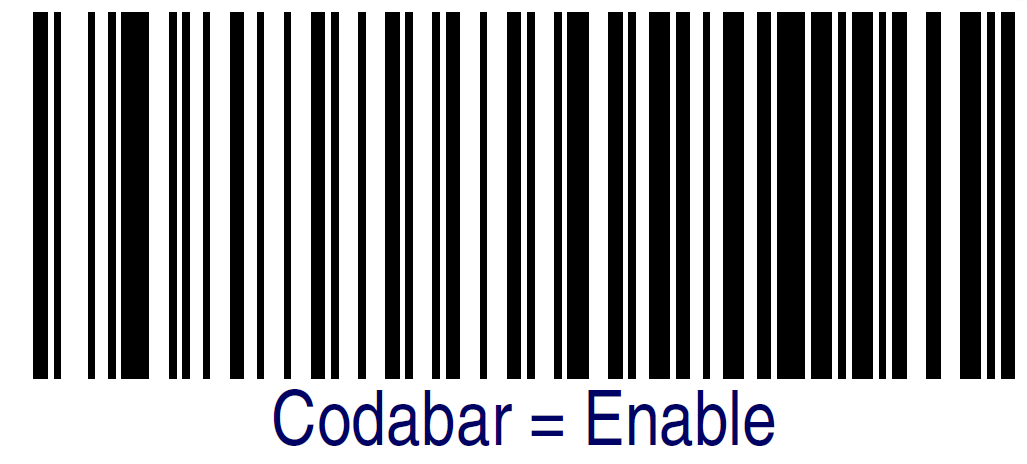 Codabar = Enable